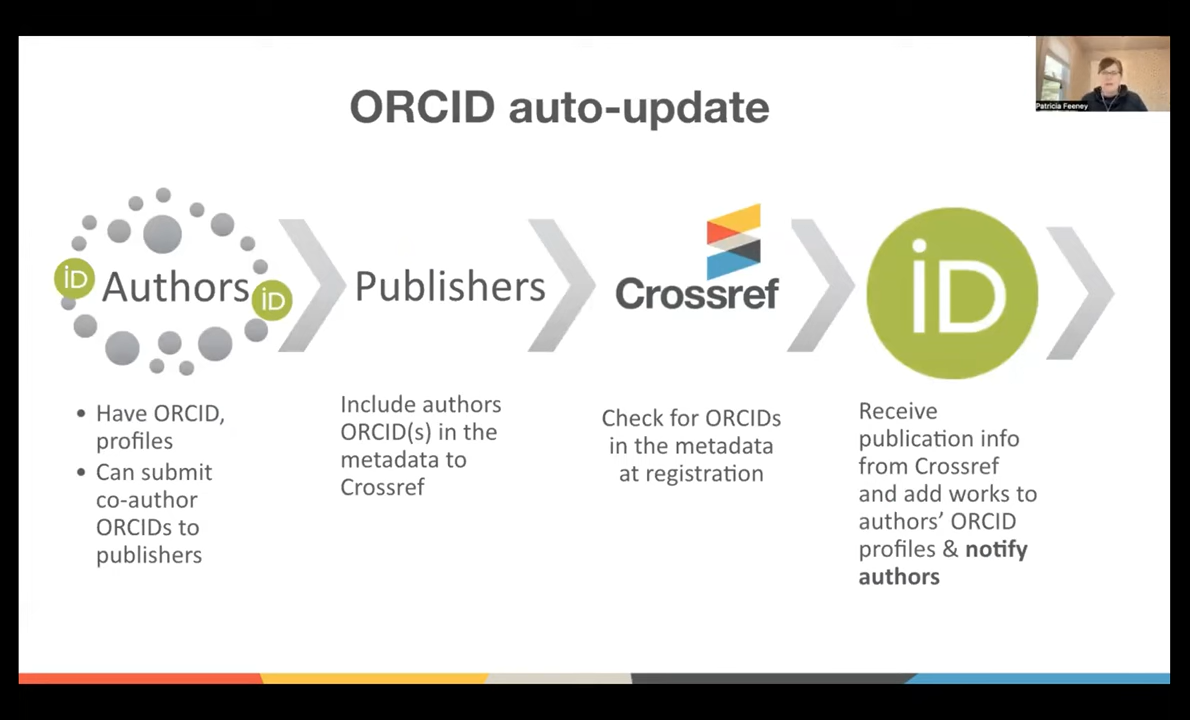 ORCID auto-update
Patricia Feeney
iD
Authors
iD
Publishers
Crossref
iD
• Have ORCID,
profiles
• Can submit
co-author
ORCIDs to
publishers
Include authors
ORCID(s) in the
metadata to
Crossref
Check for ORCIDs
in the metadata
at registration
Receive
publication info
from Crossref
and add works to
authors’ ORCID
profiles & notify
authors